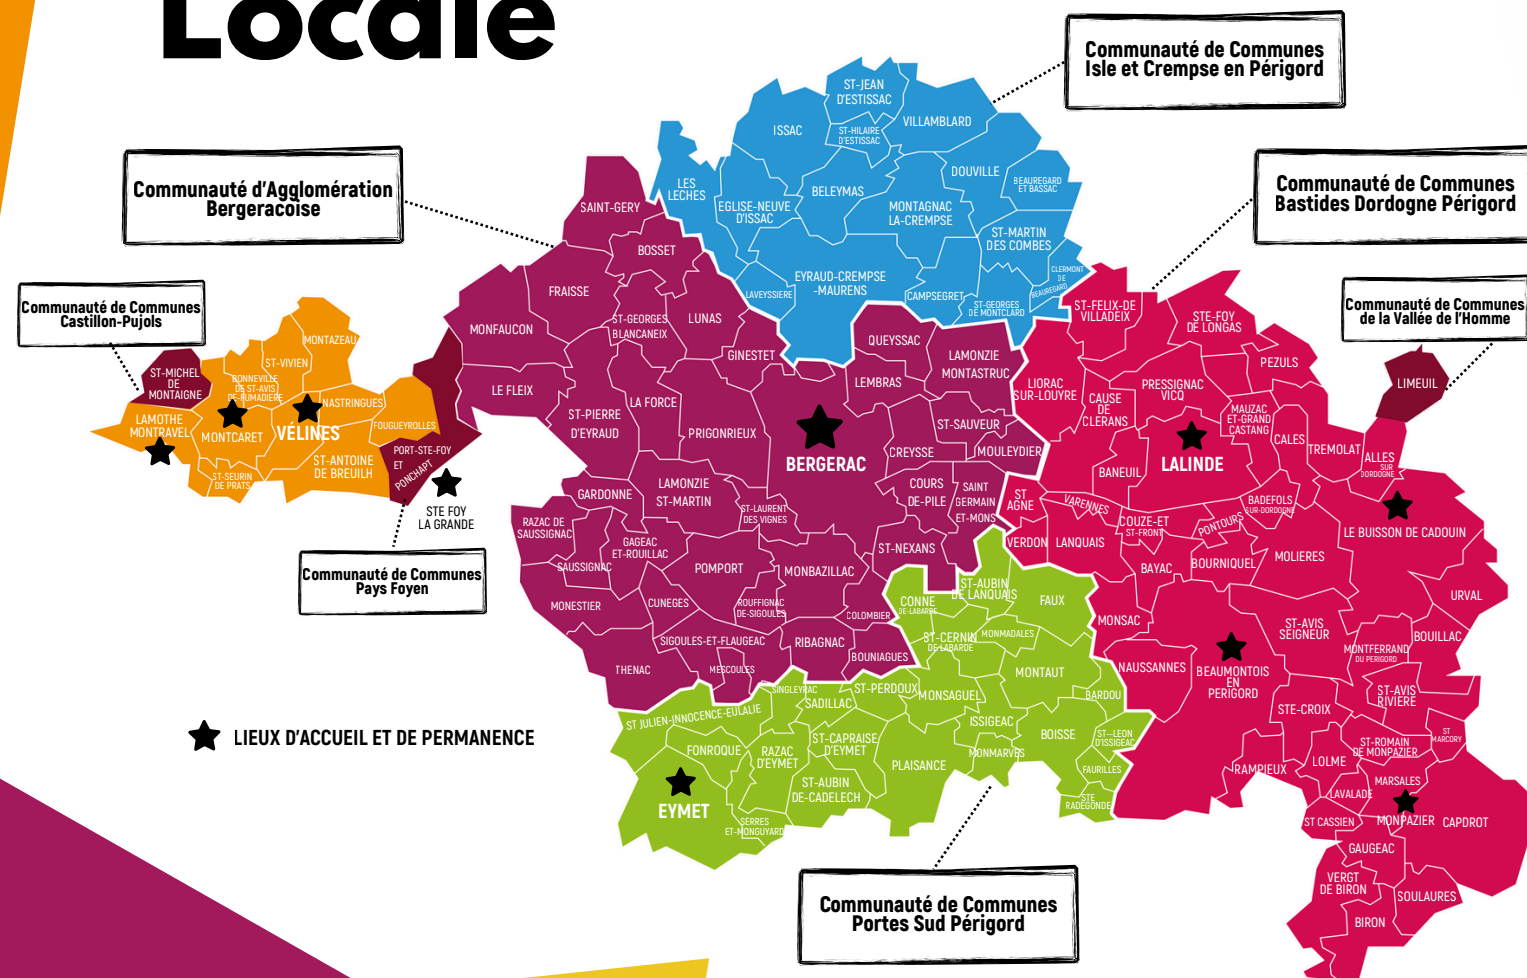 Locale
Communauté de Communes
Isle et Crempse en Périgord
Communauté d'Agglomération
Bergeracoise
Communauté de Communes
Bastides Dordogne Périgord
Communauté de Communes
Castillon-Pujols
Communauté de Communes
de la Vallée de l'Homme
Communauté de Communes
Pays Foyen
Communauté de Communes
Portes Sud Périgord
LIEUX D'ACCUEIL ET DE PERMANENCE
ST-JEAN
D'ESTISSAC
ISSAC
ST-HILAIRE
D'ESTISSAC
VILLAMBLARD
DOUVILLE
BEAUREGARD
ET BASSAC
LES
LECHES
EGLISE-NEUVE
D'ISSAC
BELEYMAS
MONTAGNAC
LA-CREMPSE
ST-MARTIN
DES COMBES
CLERMONT
DE
BEAUREGARD
LAVEYSSIERE
EYRAUD-CREMPSE
-MAURENS
CAMPSEGRET
ST-GEORGES
DE MONTCLARD
SAINT-GERY
BOSSET
FRAISSE
MONFAUCON
ST-GEORGES
BLANCANEIX
LUNAS
GINESTET
QUEYSSAC
LAMONZIE
MONTASTRUC
LEMBRAS
LE FLEIX
ST-PIERRE
D'EYRAUD
LA FORCE
PRIGONRIEUX
BERGERAC
ST-SAUVEUR
CREYSSE
MOULEYDIER
COURS
DE-PILE
SAINT
GERMAIN
ET-MONS
GARDONNE
LAMONZIE
ST-MARTIN
ST-LAURENT
DES VIGNES
ST-NEXANS
RAZAC DE
SAUSSIGNAC
GAGEAC
ET-ROUILLAC
SAUSSIGNAC
POMPORT
MONBAZILLAC
MONESTIER
CUNEGES
ROUFFIGNAC
DE-SIGOULES
COLOMBIER
SIGOULES-ET-FLAUGEAC
RIBAGNAC
BOUNIAGUES
THENAC
MESCOULES
ST-MICHEL
DE
MONTAIGNE
MONTAZEAU
ST-VIVIEN
BONNEVILLE
DE ST-AVIS
DE-FUMADIERE
NASTRINGUES
LAMOTHE
MONTRAVEL
MONTCARET
VÉLINES
FOUGUEYROLLES
ST-SEURIN
DE PRATS
ST-ANTOINE
DE BREUILH
PORT-STE-FOY
ET
PONCHAPT
STE FOY
LA GRANDE
ST-FELIX-DE
VILLADEIX
STE-FOY
DE LONGAS
PEZULS
LIORAC
SUR-LOUYRE
CAUSE
DE
CLERANS
PRESSIGNAC
VICQ
MAUZAC
ET-GRAND
CASTANG
CALES
TREMOLAT
LIMEUIL
ALLES
SUR
DORDOGNE
BANEUIL
LALINDE
ST
AGNE
VARENNES
COUZE-ET
ST-FRONT
PONTOURS
BADEFOLS
SUR-DORDOGNE
LE BUISSON DE CADOUIN
VERDON
LANQUAIS
BAYAC
BOURNIQUEL
MOLIERES
URVAL
MONSAC
ST-AVIS
SEIGNEUR
BOUILLAC
MONTFERRAND
DU PERIGORD
NAUSSANNES
BEAUMONTOIS
EN
PERIGORD
ST-AVIS
RIVIERE
STE-CROIX
ST
MARCORY
ST-ROMAIN
DE MONPAZIER
RAMPIEUX
LOLME
MARSALES
LAVALADE
ST CASSIEN
MONPAZIER
CAPDROT
GAUGEAC
VERGT
DE BIRON
SOULAURES
BIRON
CONNE
DE-LABARDE
ST-AUBIN
DE LANQUAIS
FAUX
ST-CERNIN
DE LABARDE
MONMADALES
MONTAUT
BARDOU
ST-PERDOUX
MONSAGUEL
SINGLEYRAC
SADILLAC
ISSIGEAC
BOISSE
ST--LEON
D'ISSIGEAC
ST JULIEN-INNOCENCE-EULALIE
FONROQUE
RAZAC
D'EYMET
ST-CAPRAISE
D'EYMET
PLAISANCE
MONMARVES
FAURILLES
STE
RADEGONDE
EYMET
ST-AUBIN
DE-CADELECH
SERRES
ET-MONGUYARD